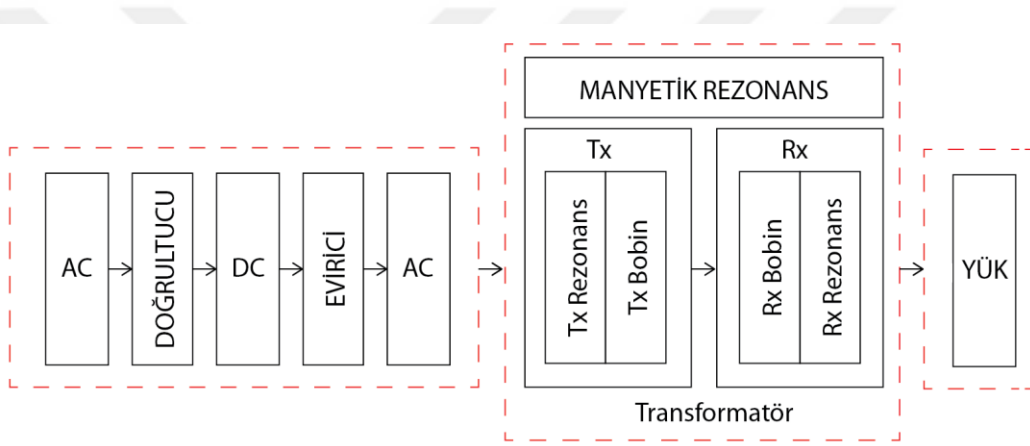 MANYETİK REZONANS
AC
DOĞRULTUCU
DC
EVİRİCİ
AC
Tx
Tx Rezonans
Tx Bobin
Rx
Rx Bobin
Rx Rezonans
Transformatör
YÜK